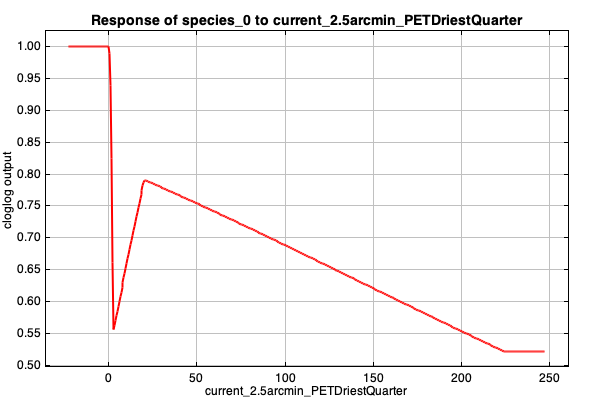 Response of species_0 to current_2.5arcmin_PETDriestQuarter
1.00
0.95
0.90
0.85
0.80
0.75
0.70
0.65
0.60
0.55
0.50
cloglog output
0 50 100 150 200 250
current_2.5arcmin_PETDriestQuarter